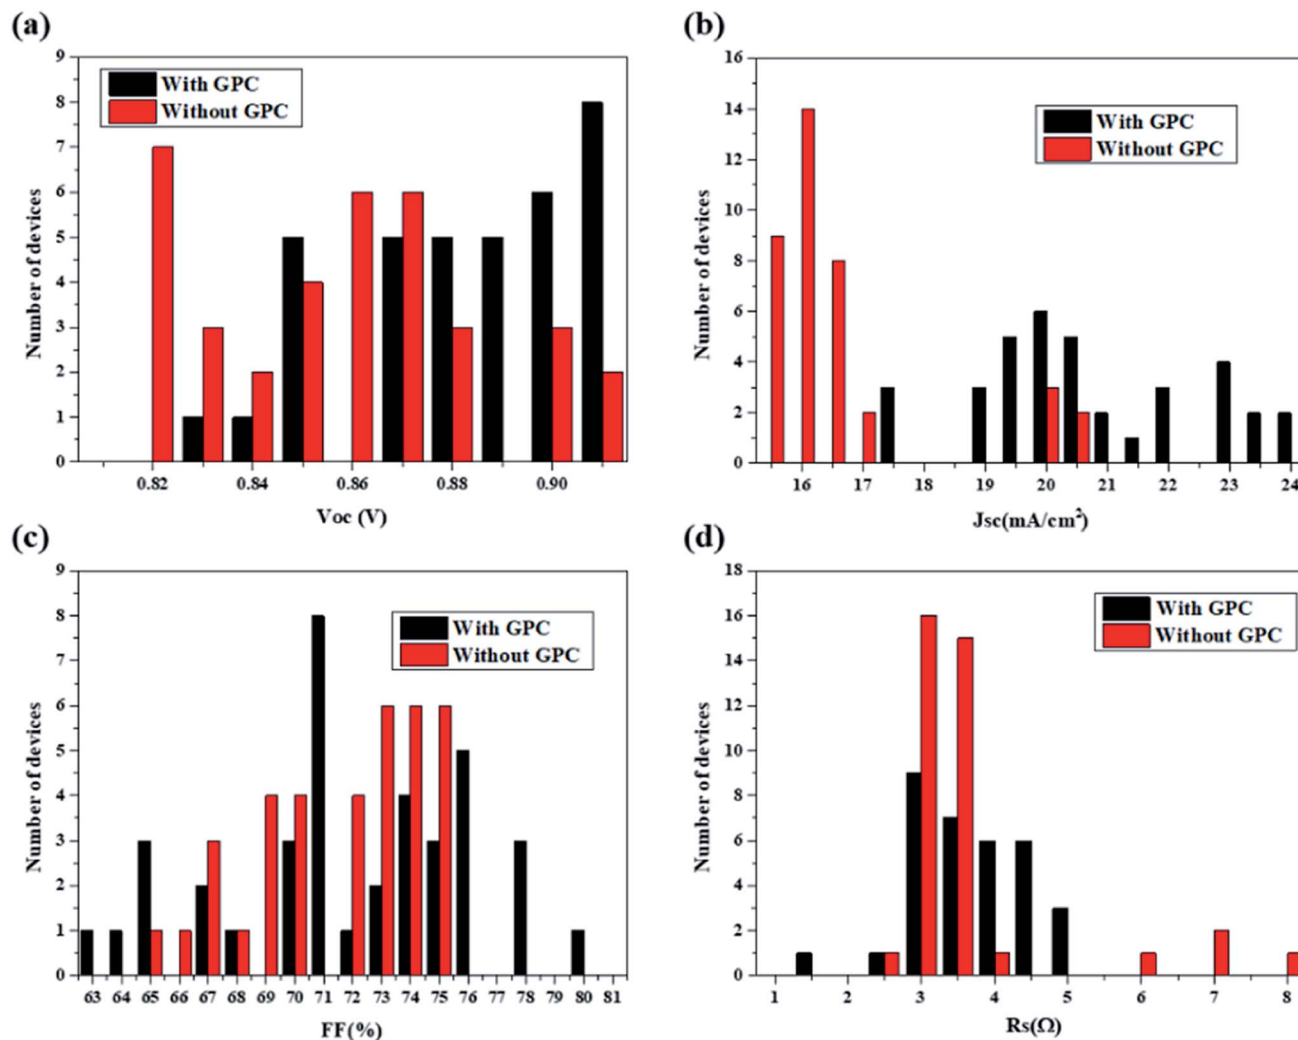 (a)
9
8
7
6
5
4
3
2
1
0
Number of devices
With GPC
Without GPC
0.82 0.84 0.86 0.88 0.90
Voc (V)
(b)
16
14
12
10
8
6
4
2
0
Number of devices
With GPC
Without GPC
16 17 18 19 20 21 22 23 24
Jsc(mA/cm²)
(c)
9
8
7
6
5
4
3
2
1
0
Number of devices
With GPC
Without GPC
63 64 65 66 67 68 69 70 71 72 73 74 75 76 77 78 79 80 81
FF(%)
(d)
18
16
14
12
10
8
6
4
2
0
Number of devices
With GPC
Without GPC
1 2 3 4 5 6 7 8
Rs(Ω)